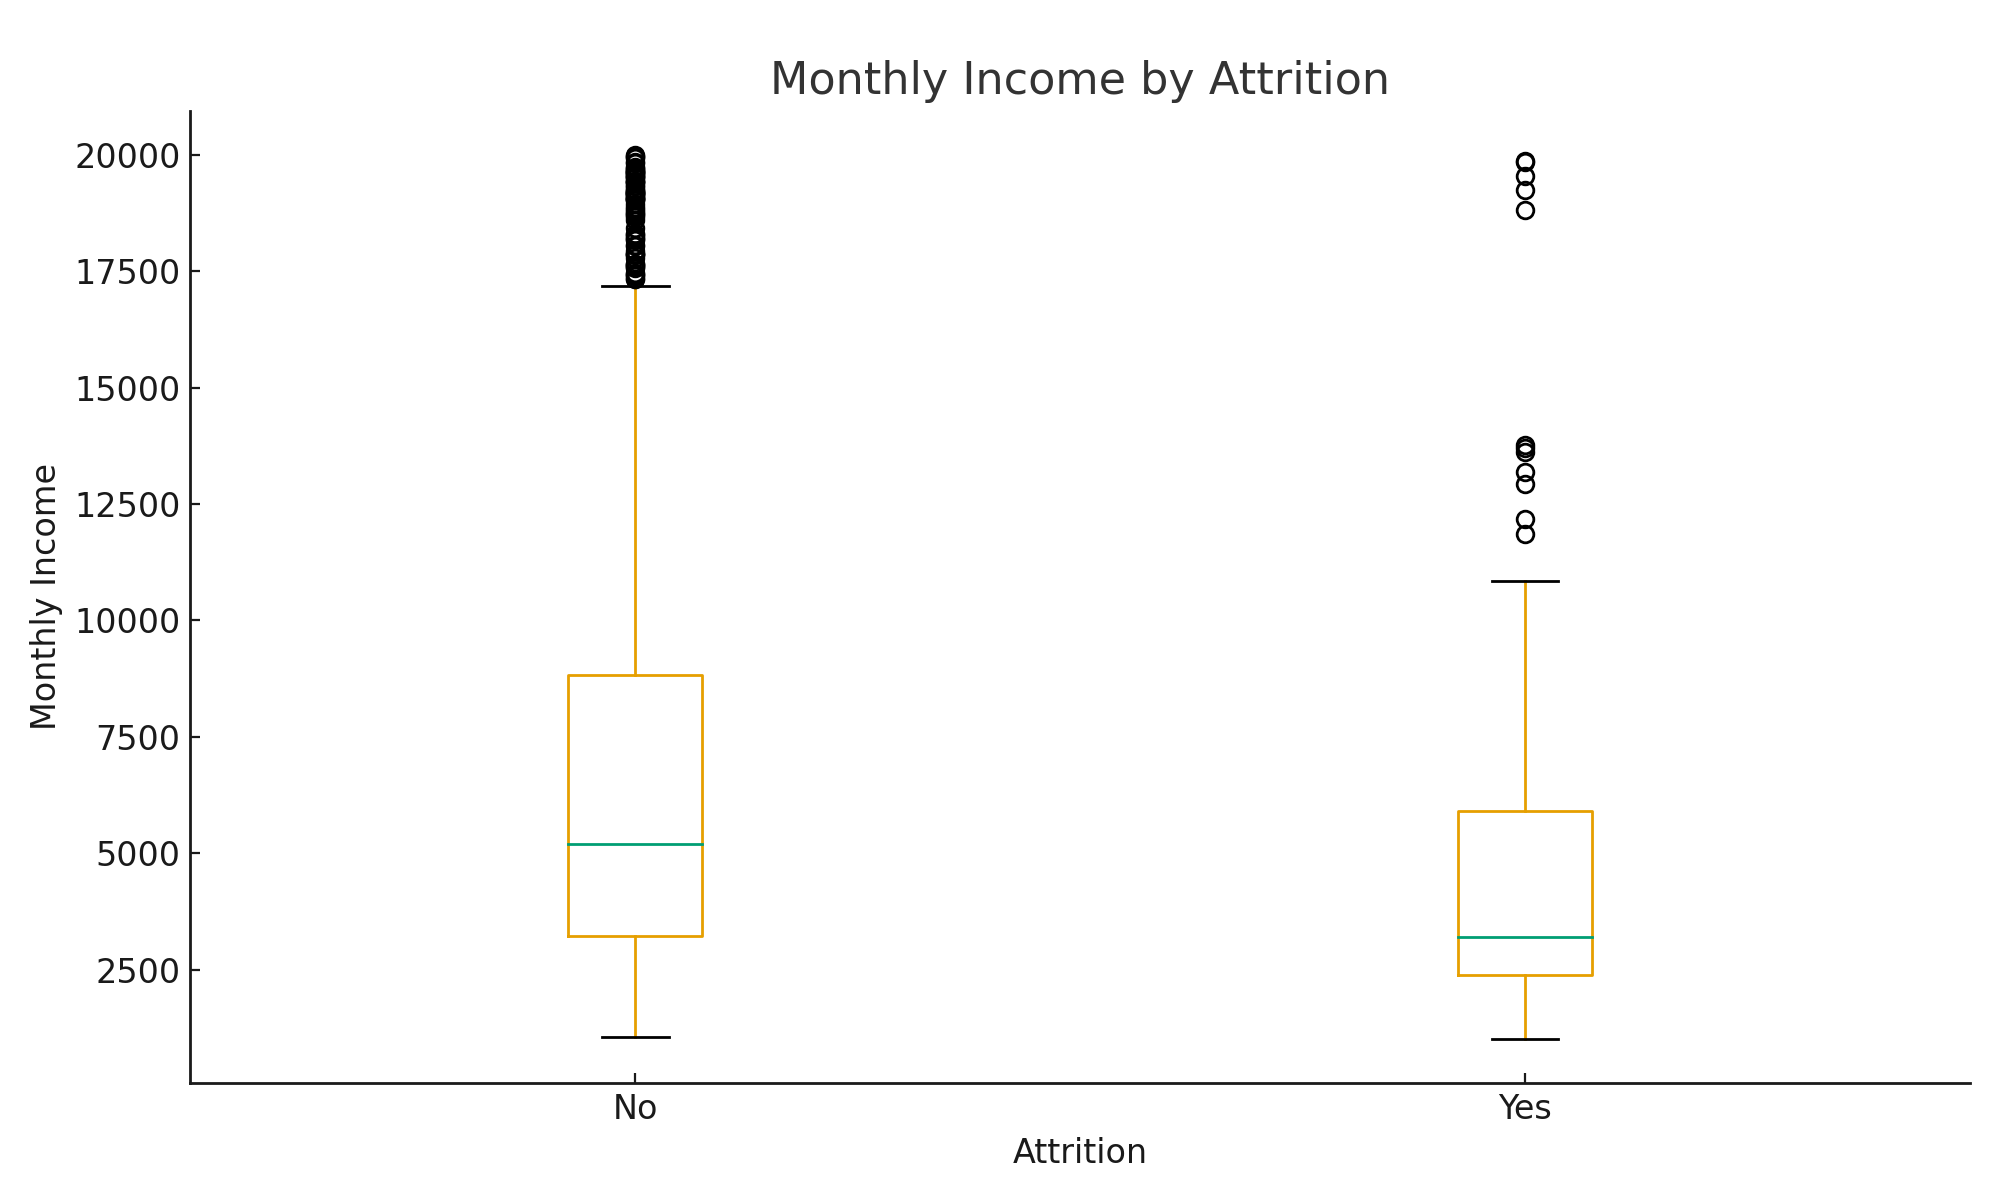 Monthly Income by Attrition
20000
17500
15000
12500
10000
7500
5000
2500
Monthly Income
No
Yes
Attrition